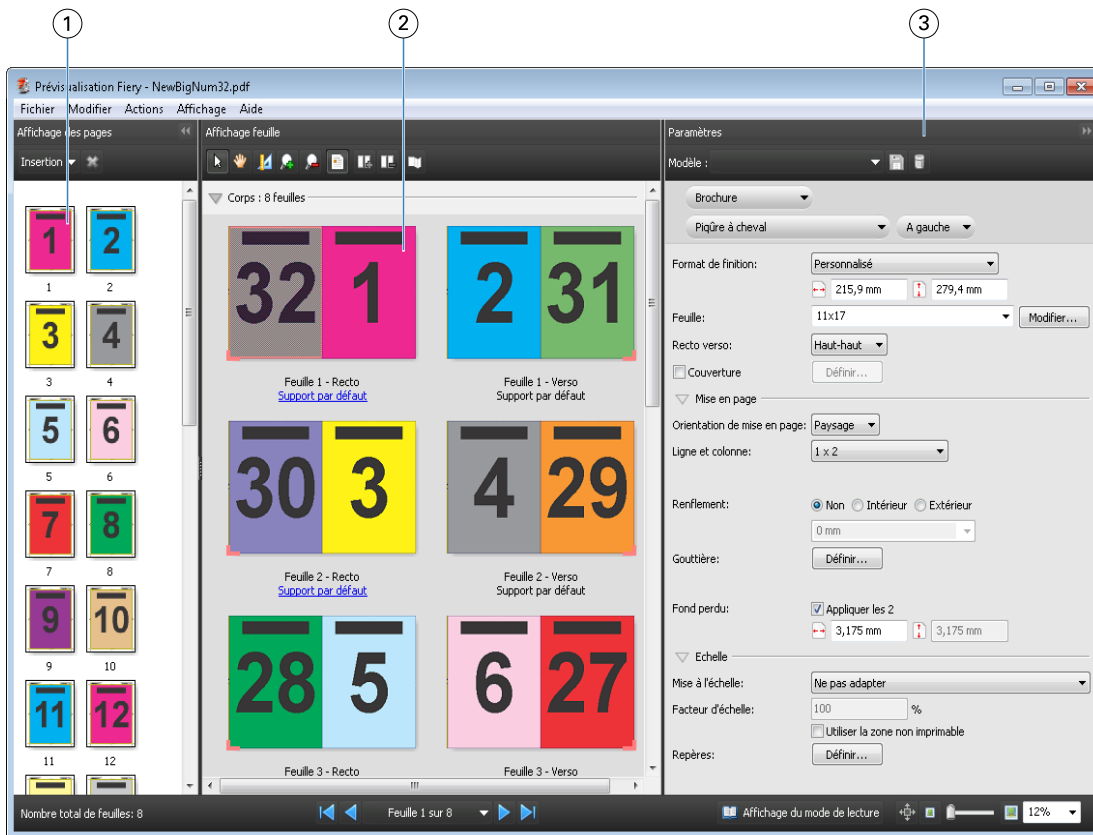 1 2 3
Prévisualisation Fiery - NewBigNum32.pdf
Fichier Modifier Actions Affichage Aide
Affichage des pages
Insertion
1 2
1 2
3 4
3 4
5 6
5 6
7 8
7 8
9 10
9 10
11 12
11 12
Nombre total de feuilles: 8
Affichage feuille
Corps : 8 feuilles
32 1 2 31
Feuille 1 - Recto Feuille 1 - Verso
Support par défaut Support par défaut
30 3 4 29
Feuille 2 - Recto Feuille 2 - Verso
Support par défaut Support par défaut
28 5 6 27
Feuille 3 - Recto Feuille 3 - Verso
Feuille 1 sur 8
Paramètres
Modèle :
Brochure
Piqûre à cheval A gauche
Format de finition: Personnalisé
215,9 mm 279,4 mm
Feuille: 11x17 Modifier...
Recto verso: Haut-haut
Couverture Définir...
Mise en page
Orientation de mise en page: Paysage
Ligne et colonne: 1 x 2
Renflement: Non Intérieur Extérieur
0 mm
Gouttière: Définir...
Fond perdu: Appliquer les 2
3,175 mm 3,175 mm
Echelle
Mise à l'échelle: Ne pas adapter
Facteur d'échelle: 100 %
Utiliser la zone non imprimable
Repères: Définir...
Affichage du mode de lecture 12%